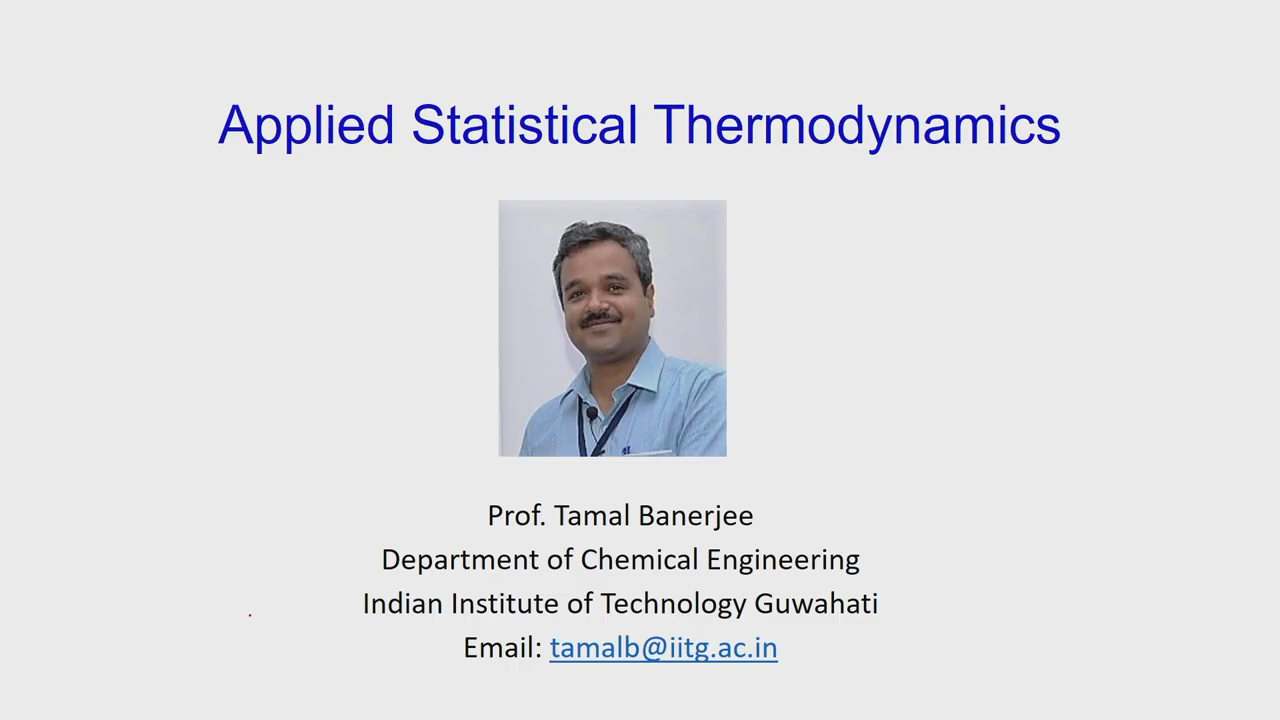 Applied Statistical Thermodynamics
Prof. Tamal Banerjee
Department of Chemical Engineering
Indian Institute of Technology Guwahati
Email: tamalb@iitg.ac.in